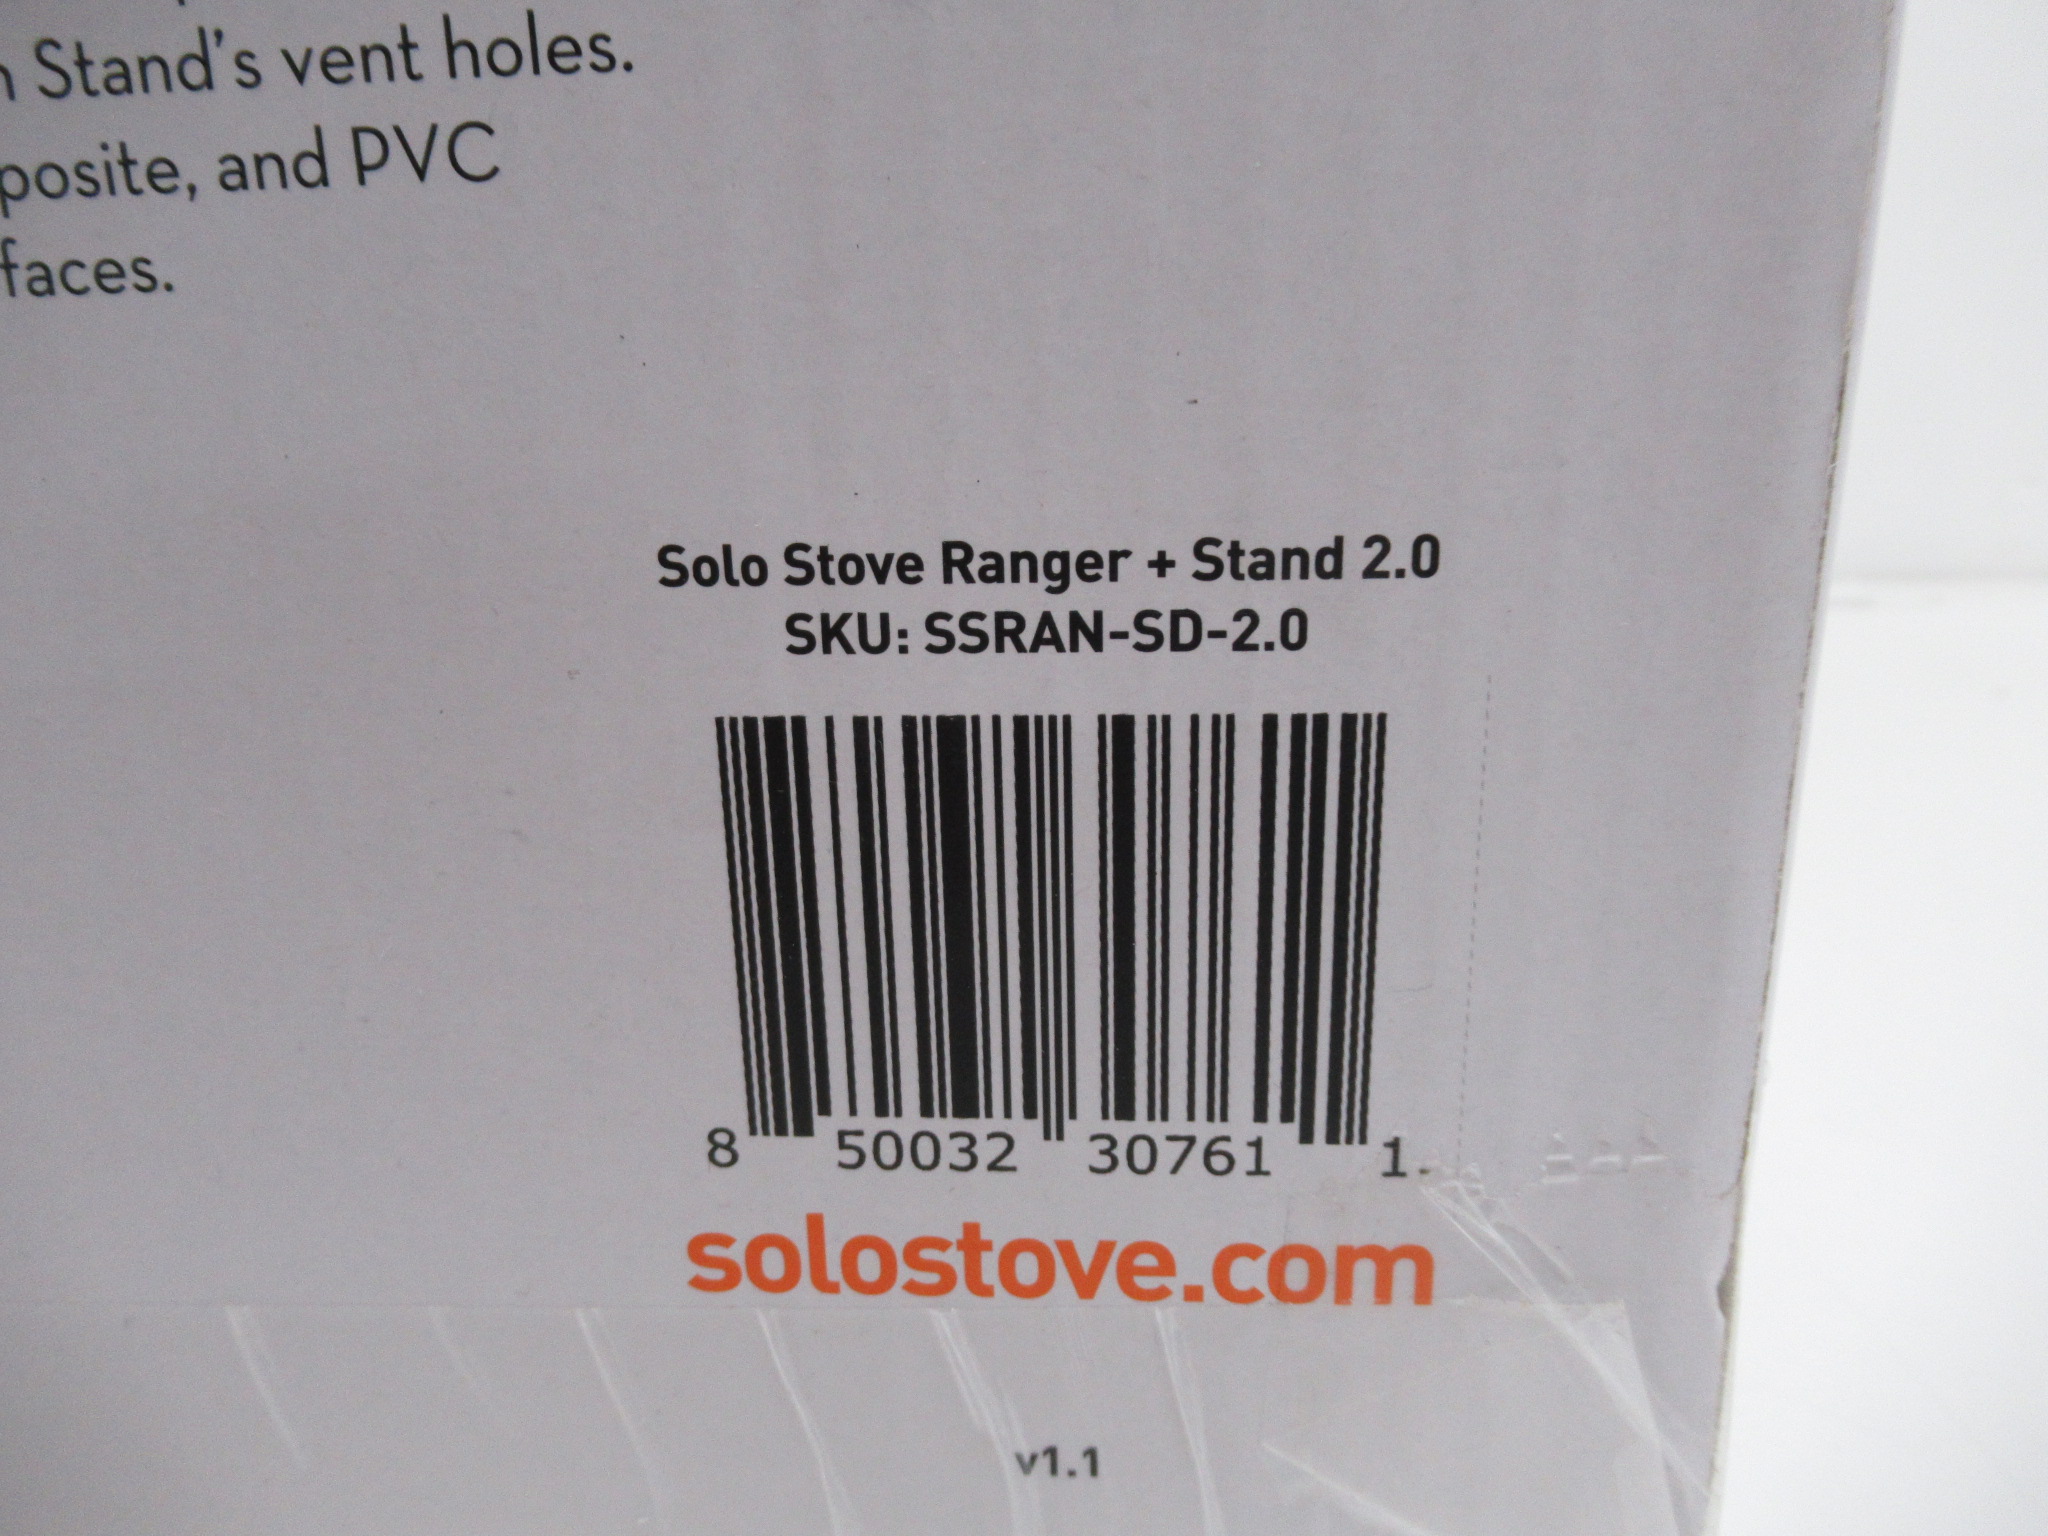 Stand's vent holes.
posite, and PVC
faces.
Solo Stove Ranger + Stand 2.0
SKU: SSRAN-SD-2.0
8 50032 30761 1
solostove.com
v1.1